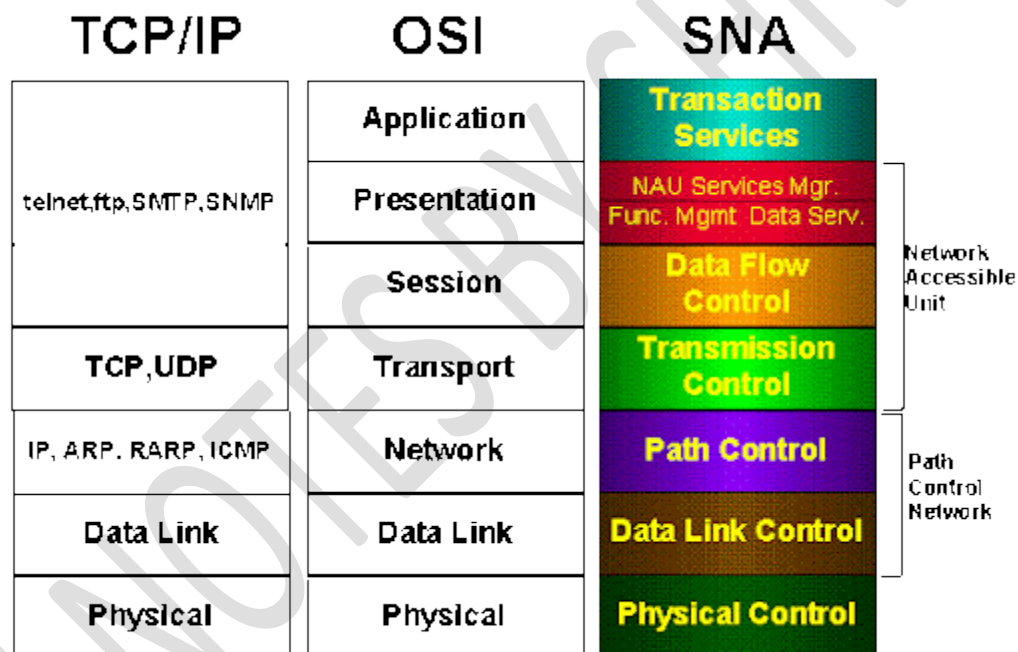 TCP/IP OSI SNA
Application
Transaction
Services
telnet,ftp,SMTP,SNMP
Presentation
NAU Services Mgr.
Func. Mgmt Data Serv.
Session
Data Flow
Control
Network
Accessible
Unit
TCP,UDP
Transport
Transmission
Control
IP, ARP. RARP, ICMP
Network
Path Control
Path
Control
Network
Data Link
Data Link
Data Link Control
Physical
Physical
Physical Control
NOTES BY